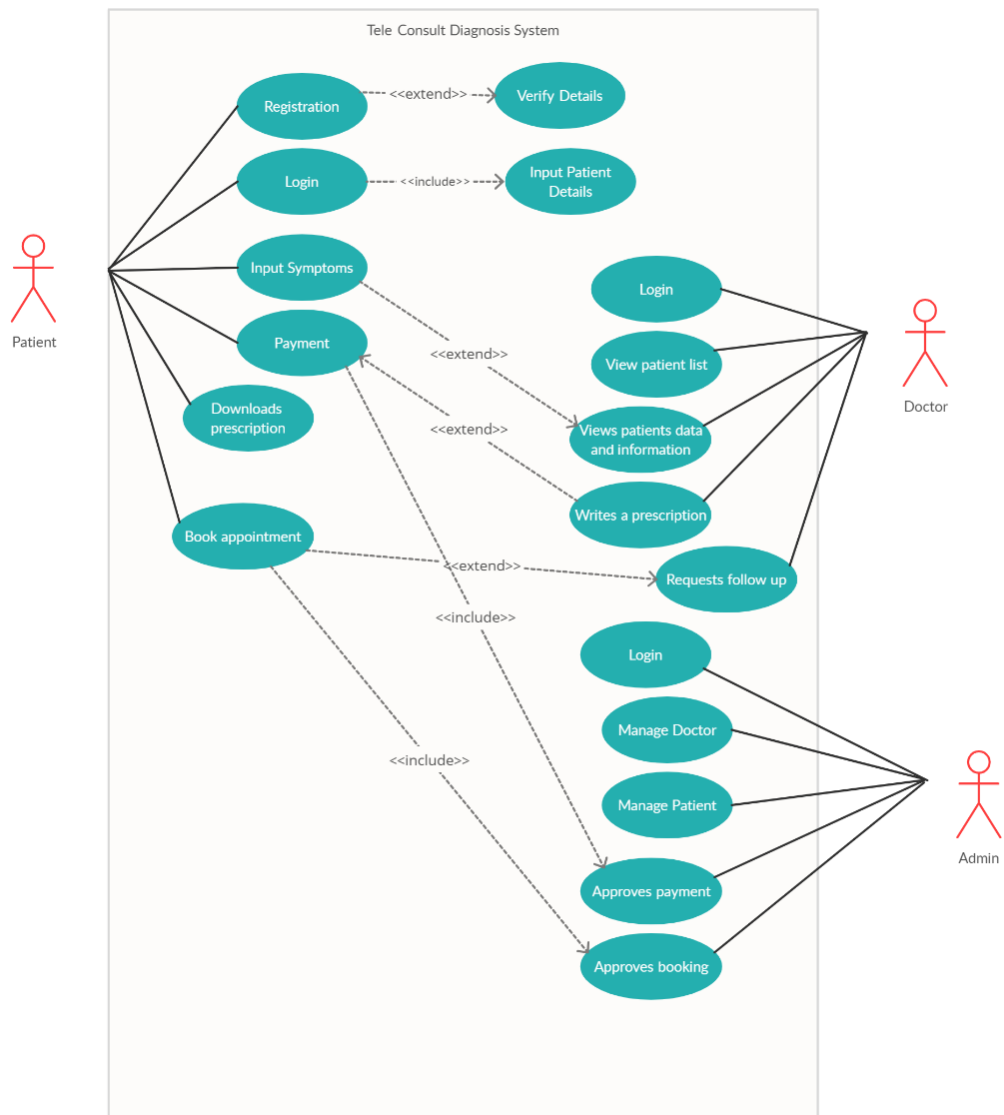 Tele Consult Diagnosis System
Registration
<<extend>>
Verify Details
Login
<<include>>
Input Patient
Details
Patient
Input Symptoms
Login
Payment
<<extend>>
View patient list
Doctor
Downloads
prescription
<<extend>>
Views patients data
and information
Writes a prescription
Book appointment
<<extend>>
Requests follow up
<<include>>
Login
Manage Doctor
<<include>>
Manage Patient
Admin
Approves payment
Approves booking